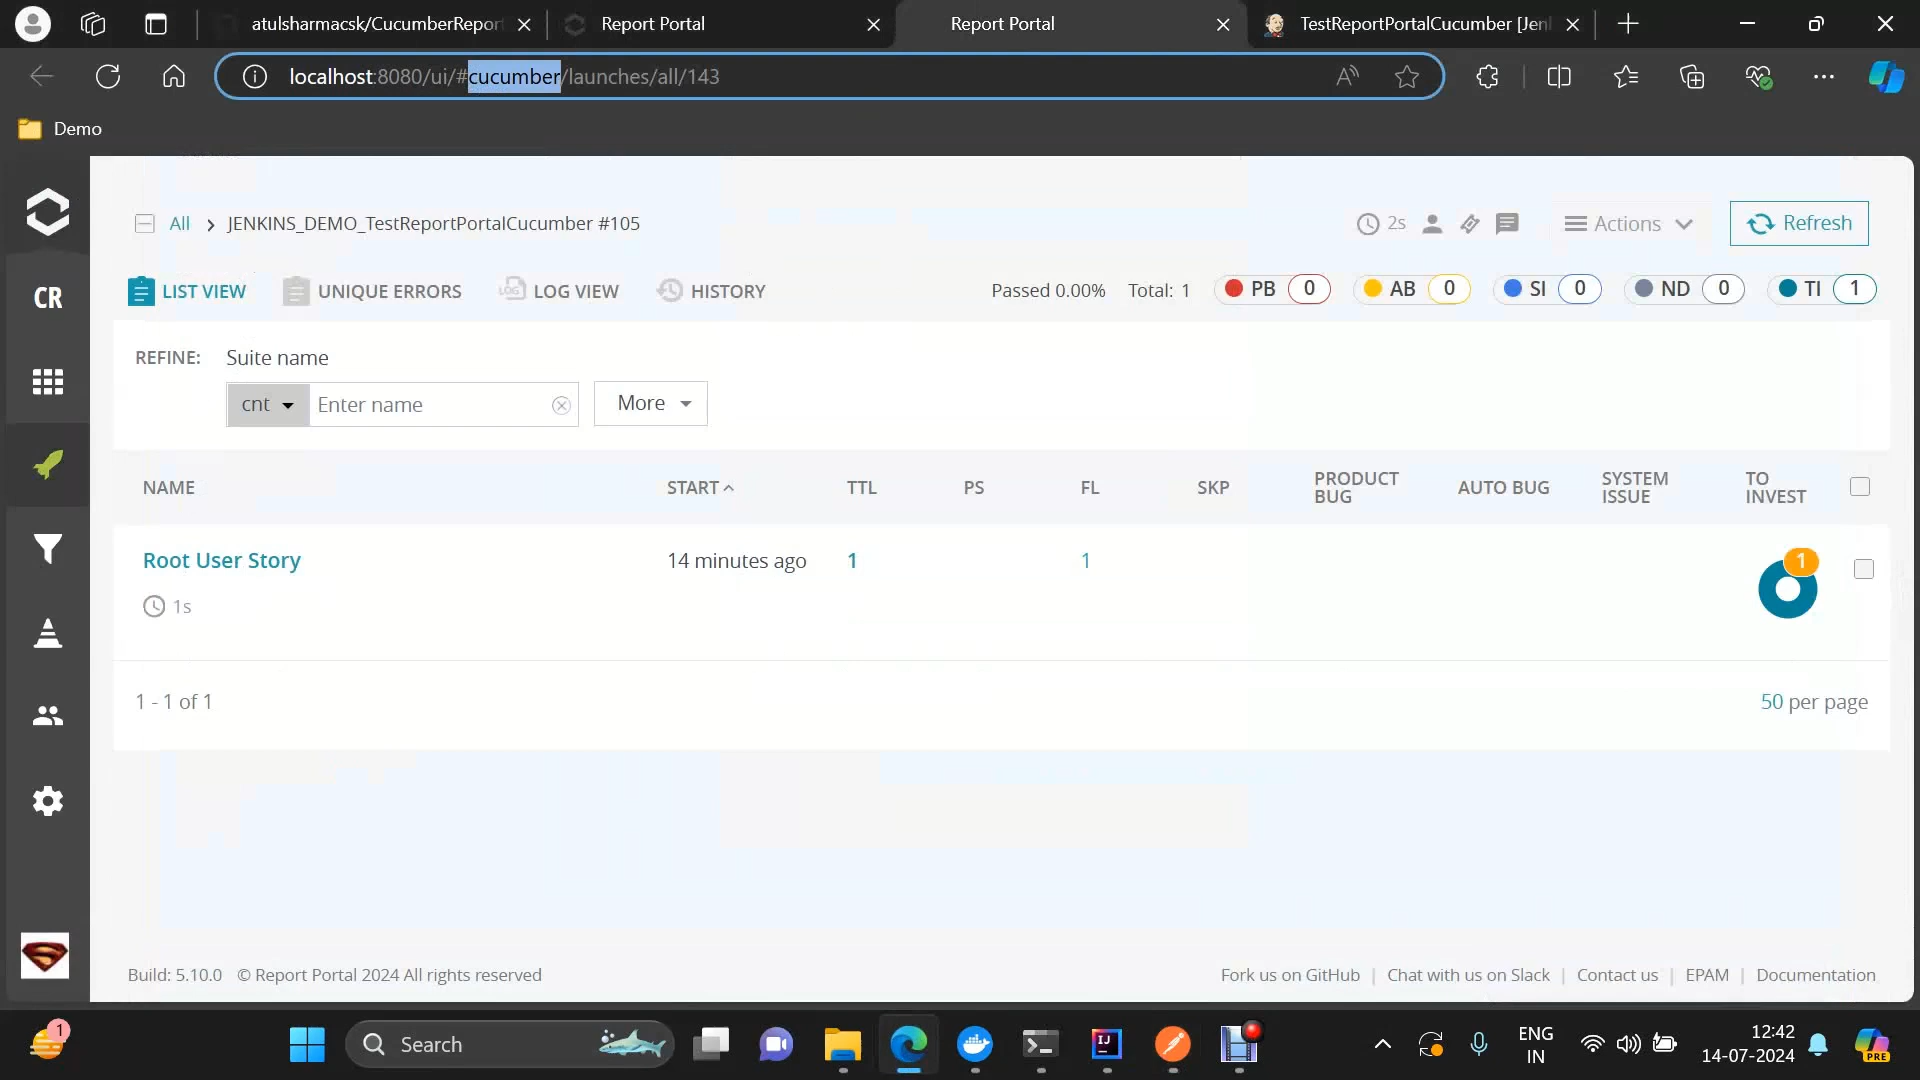 atulsharmacsk/CucumberRepor
Report Portal
Report Portal
TestReportPortalCucumber [Jen
localhost:8080/ui/#cucumber/launches/all/143
Demo
CR
All > JENKINS_DEMO_TestReportPortalCucumber #105
2s
Actions
Refresh
LIST VIEW
UNIQUE ERRORS
LOG VIEW
HISTORY
Passed 0.00%
Total: 1
PB 0
AB 0
SI 0
ND 0
TI 1
REFINE:
Suite name
cnt
Enter name
More
NAME
START
TTL
PS
FL
SKP
PRODUCT BUG
AUTO BUG
SYSTEM ISSUE
TO INVEST
Root User Story
14 minutes ago
1
1
1
1s
1 - 1 of 1
50 per page
Build: 5.10.0
© Report Portal 2024 All rights reserved
Fork us on GitHub | Chat with us on Slack | Contact us | EPAM | Documentation
1
Search
IJ
ENG
IN
12:42
14-07-2024
PRE